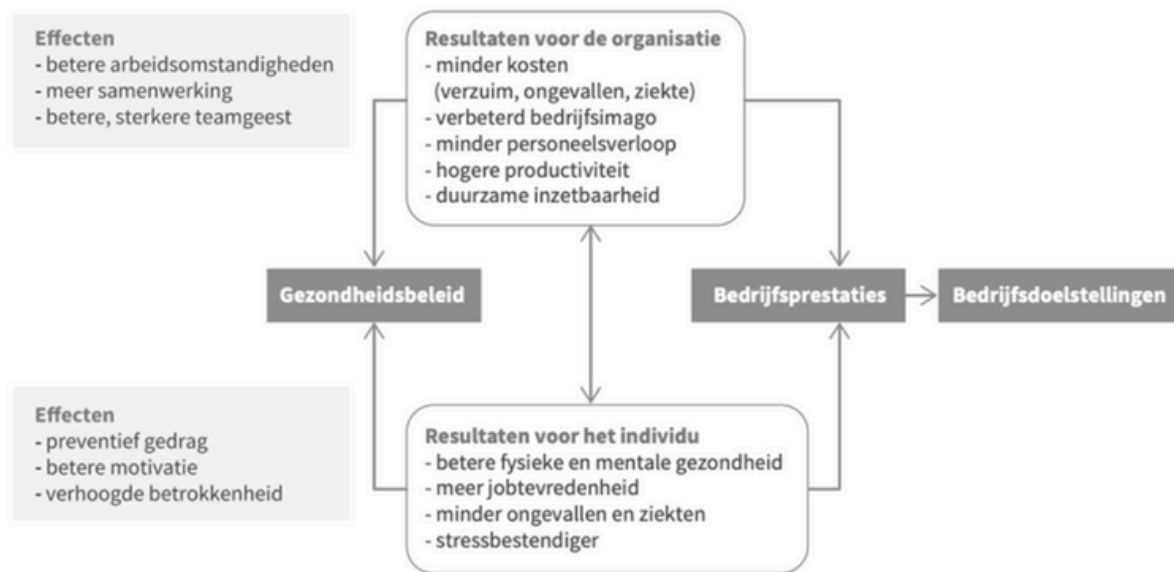 Effecten
- betere arbeidsomstandigheden
- meer samenwerking
- betere, sterkere teamgeest
Resultaten voor de organisatie
- minder kosten
(verzuim, ongevallen, ziekte)
- verbeterd bedrijfsimago
- minder personeelsverloop
- hogere productiviteit
- duurzame inzetbaarheid
Gezondheidsbeleid
Bedrijfsprestaties
Bedrijfsdoelstellingen
Effecten
- preventief gedrag
- betere motivatie
- verhoogde betrokkenheid
Resultaten voor het individu
- betere fysieke en mentale gezondheid
- meer jobtevredenheid
- minder ongevallen en ziekten
- stressbestendiger